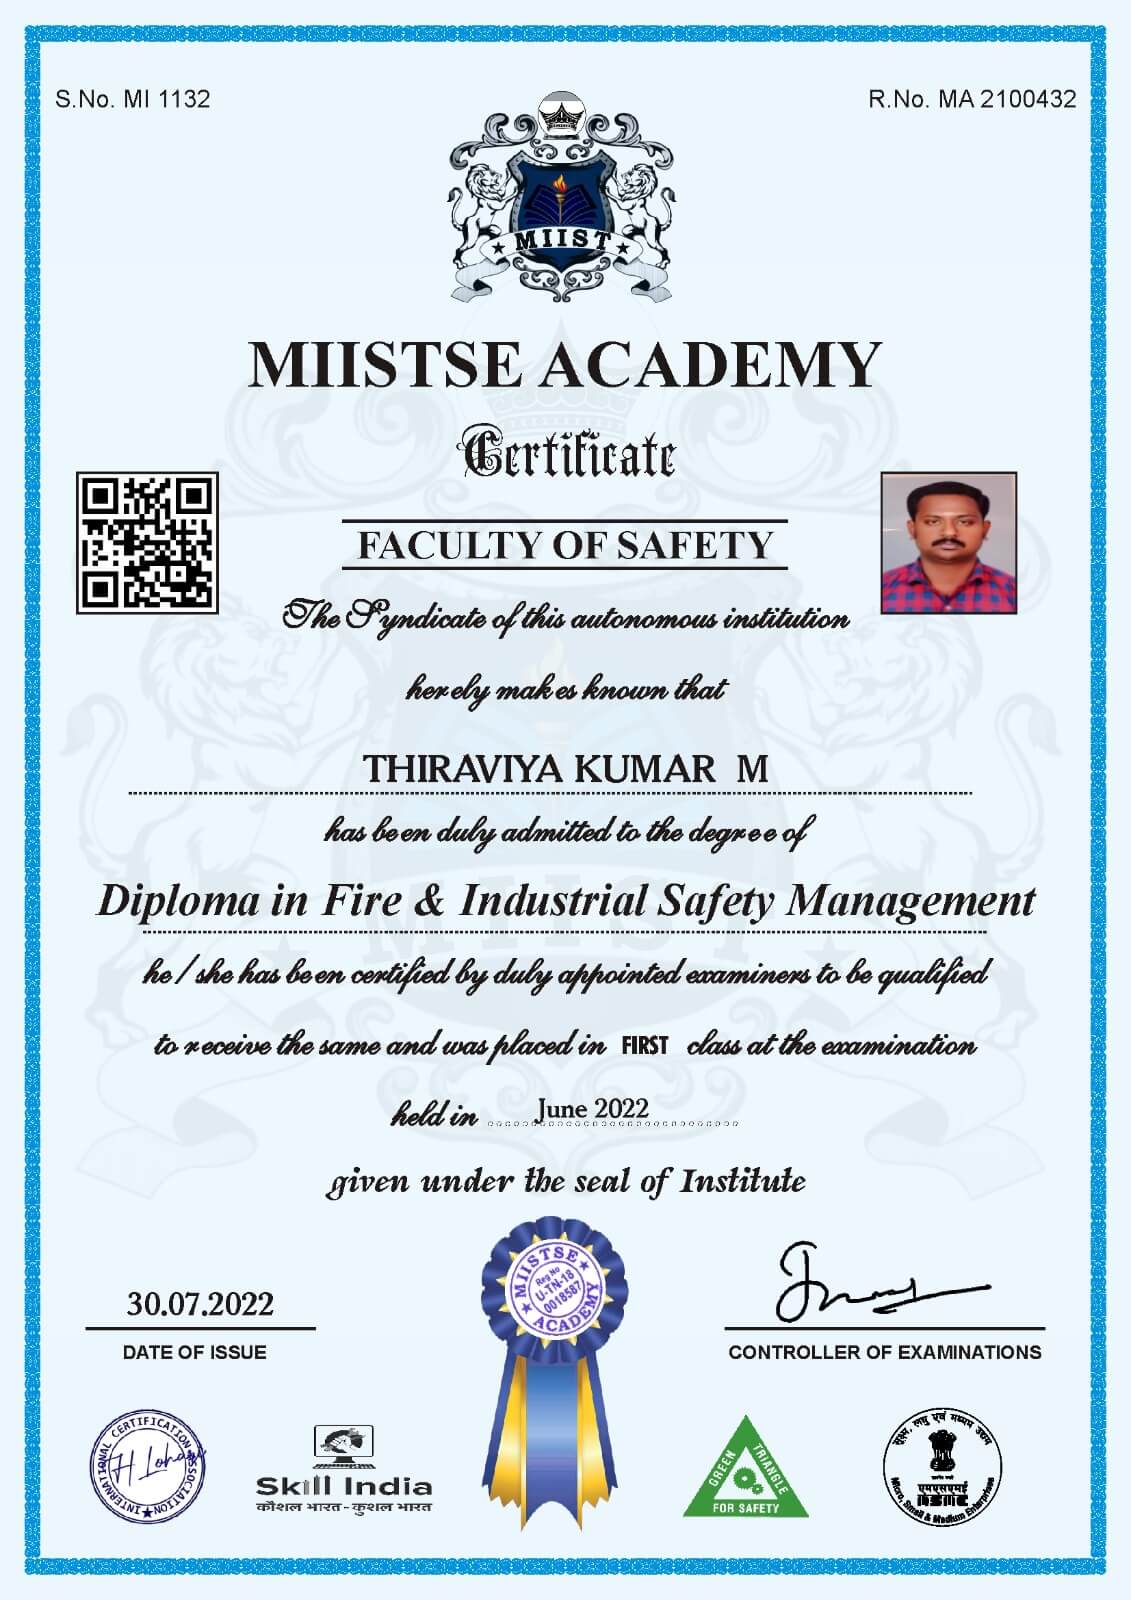 S.No. MI 1132
R.No. MA 2100432
MIIST
MIISTSE ACADEMY
Certificate
FACULTY OF SAFETY
The Syndicate of this autonomous institution
herely makes known that
THIRAVIYA KUMAR M
has been duly admitted to the degree of
Diploma in Fire & Industrial Safety Management
he / she has been certified by duly appointed examiners to be qualified
to receive the same and was placed in FIRST class at the examination
held in June 2022
given under the seal of Institute
MIISTSE ACADEMY
Reg No
U-TN-18
0018587
30.07.2022
DATE OF ISSUE
CONTROLLER OF EXAMINATIONS
INTERNATIONAL CERTIFICATION ASSOCIATION
Skill India
कौशल भारत - कुशल भारत
GREEN TRIANGLE
FOR SAFETY
सूक्ष्म, लघु एवं मध्यम उद्यम
एमएसएमई
MSME
Micro, Small & Medium Enterprises